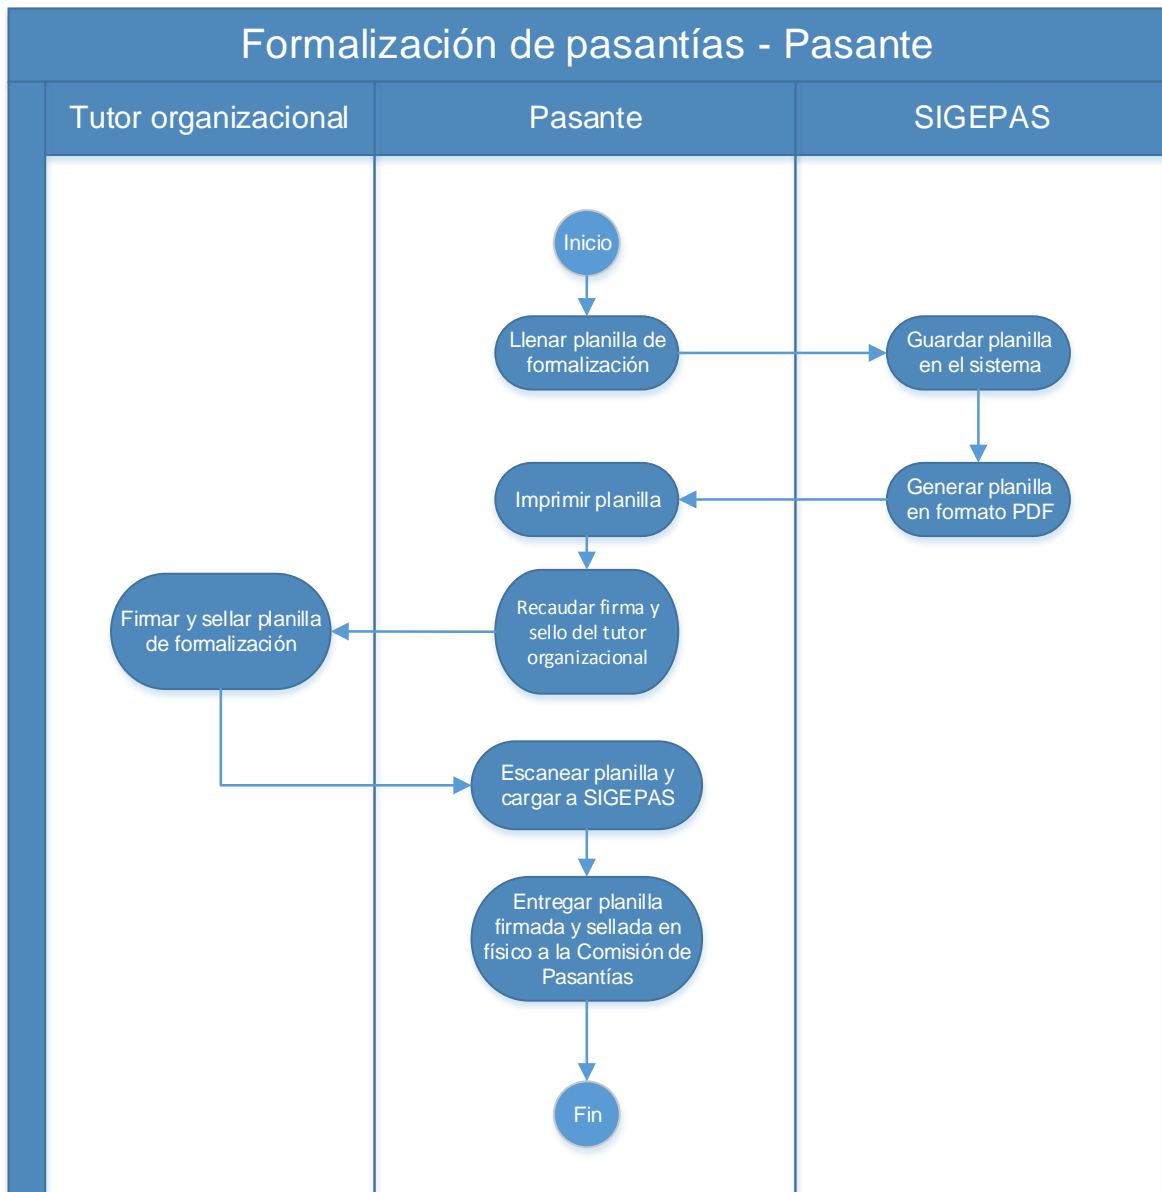 Formalización de pasantías - Pasante
Tutor organizacional
Pasante
SIGEPAS
Inicio
Llenar planilla de
formalización
Guardar planilla
en el sistema
Generar planilla
en formato PDF
Imprimir planilla
Recaudar firma y
sello del tutor
organizacional
Firmar y sellar planilla
de formalización
Escanear planilla y
cargar a SIGEPAS
Entregar planilla
firmada y sellada en
físico a la Comisión de
Pasantías
Fin